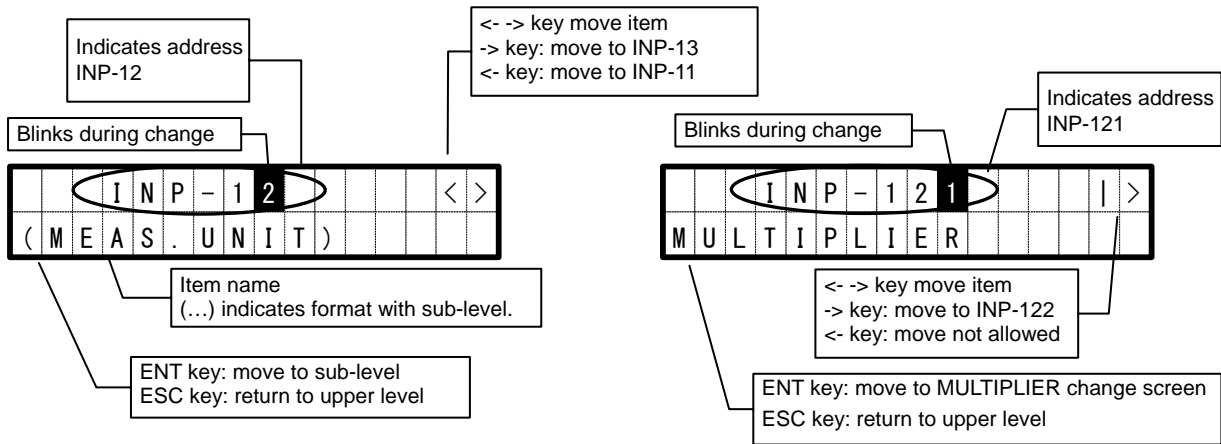 Indicates address
INP-12
<- -> key move item
-> key: move to INP-13
<- key: move to INP-11
Blinks during change
INP-12 <>
(MEAS.UNIT)
Item name
(…) indicates format with sub-level.
ENT key: move to sub-level
ESC key: return to upper level
Indicates address
INP-121
Blinks during change
INP-121 |>
MULTIPLIER
<- -> key move item
-> key: move to INP-122
<- key: move not allowed
ENT key: move to MULTIPLIER change screen
ESC key: return to upper level